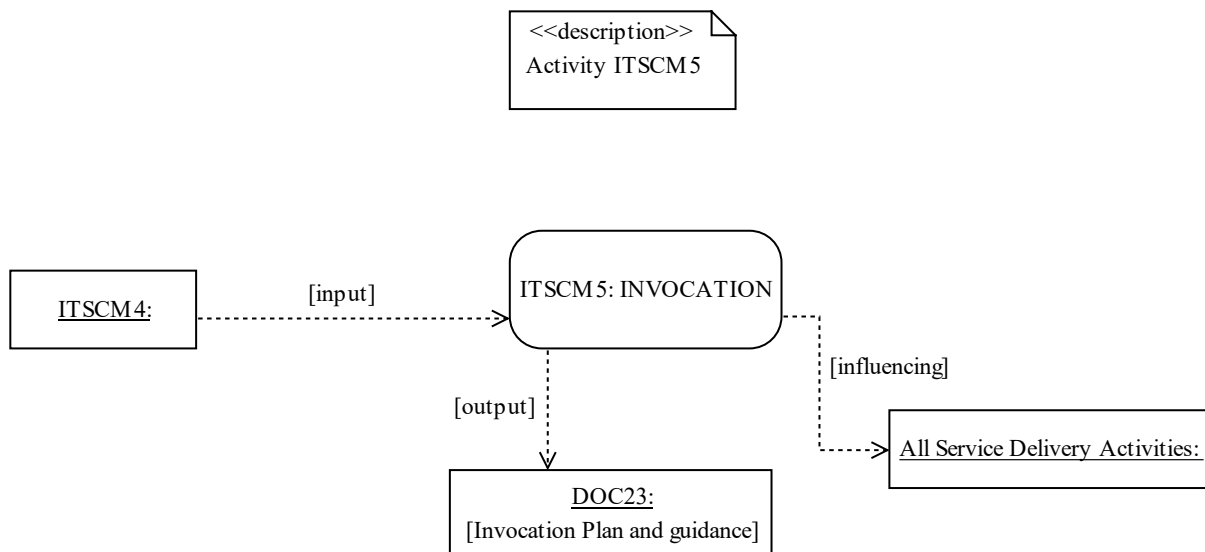 <<description>>
Activity ITSCM5
ITSCM5: INVOCATION
ITSCM4:
[input]
[influencing]
[output]
All Service Delivery Activities:
DOC23:
[Invocation Plan and guidance]